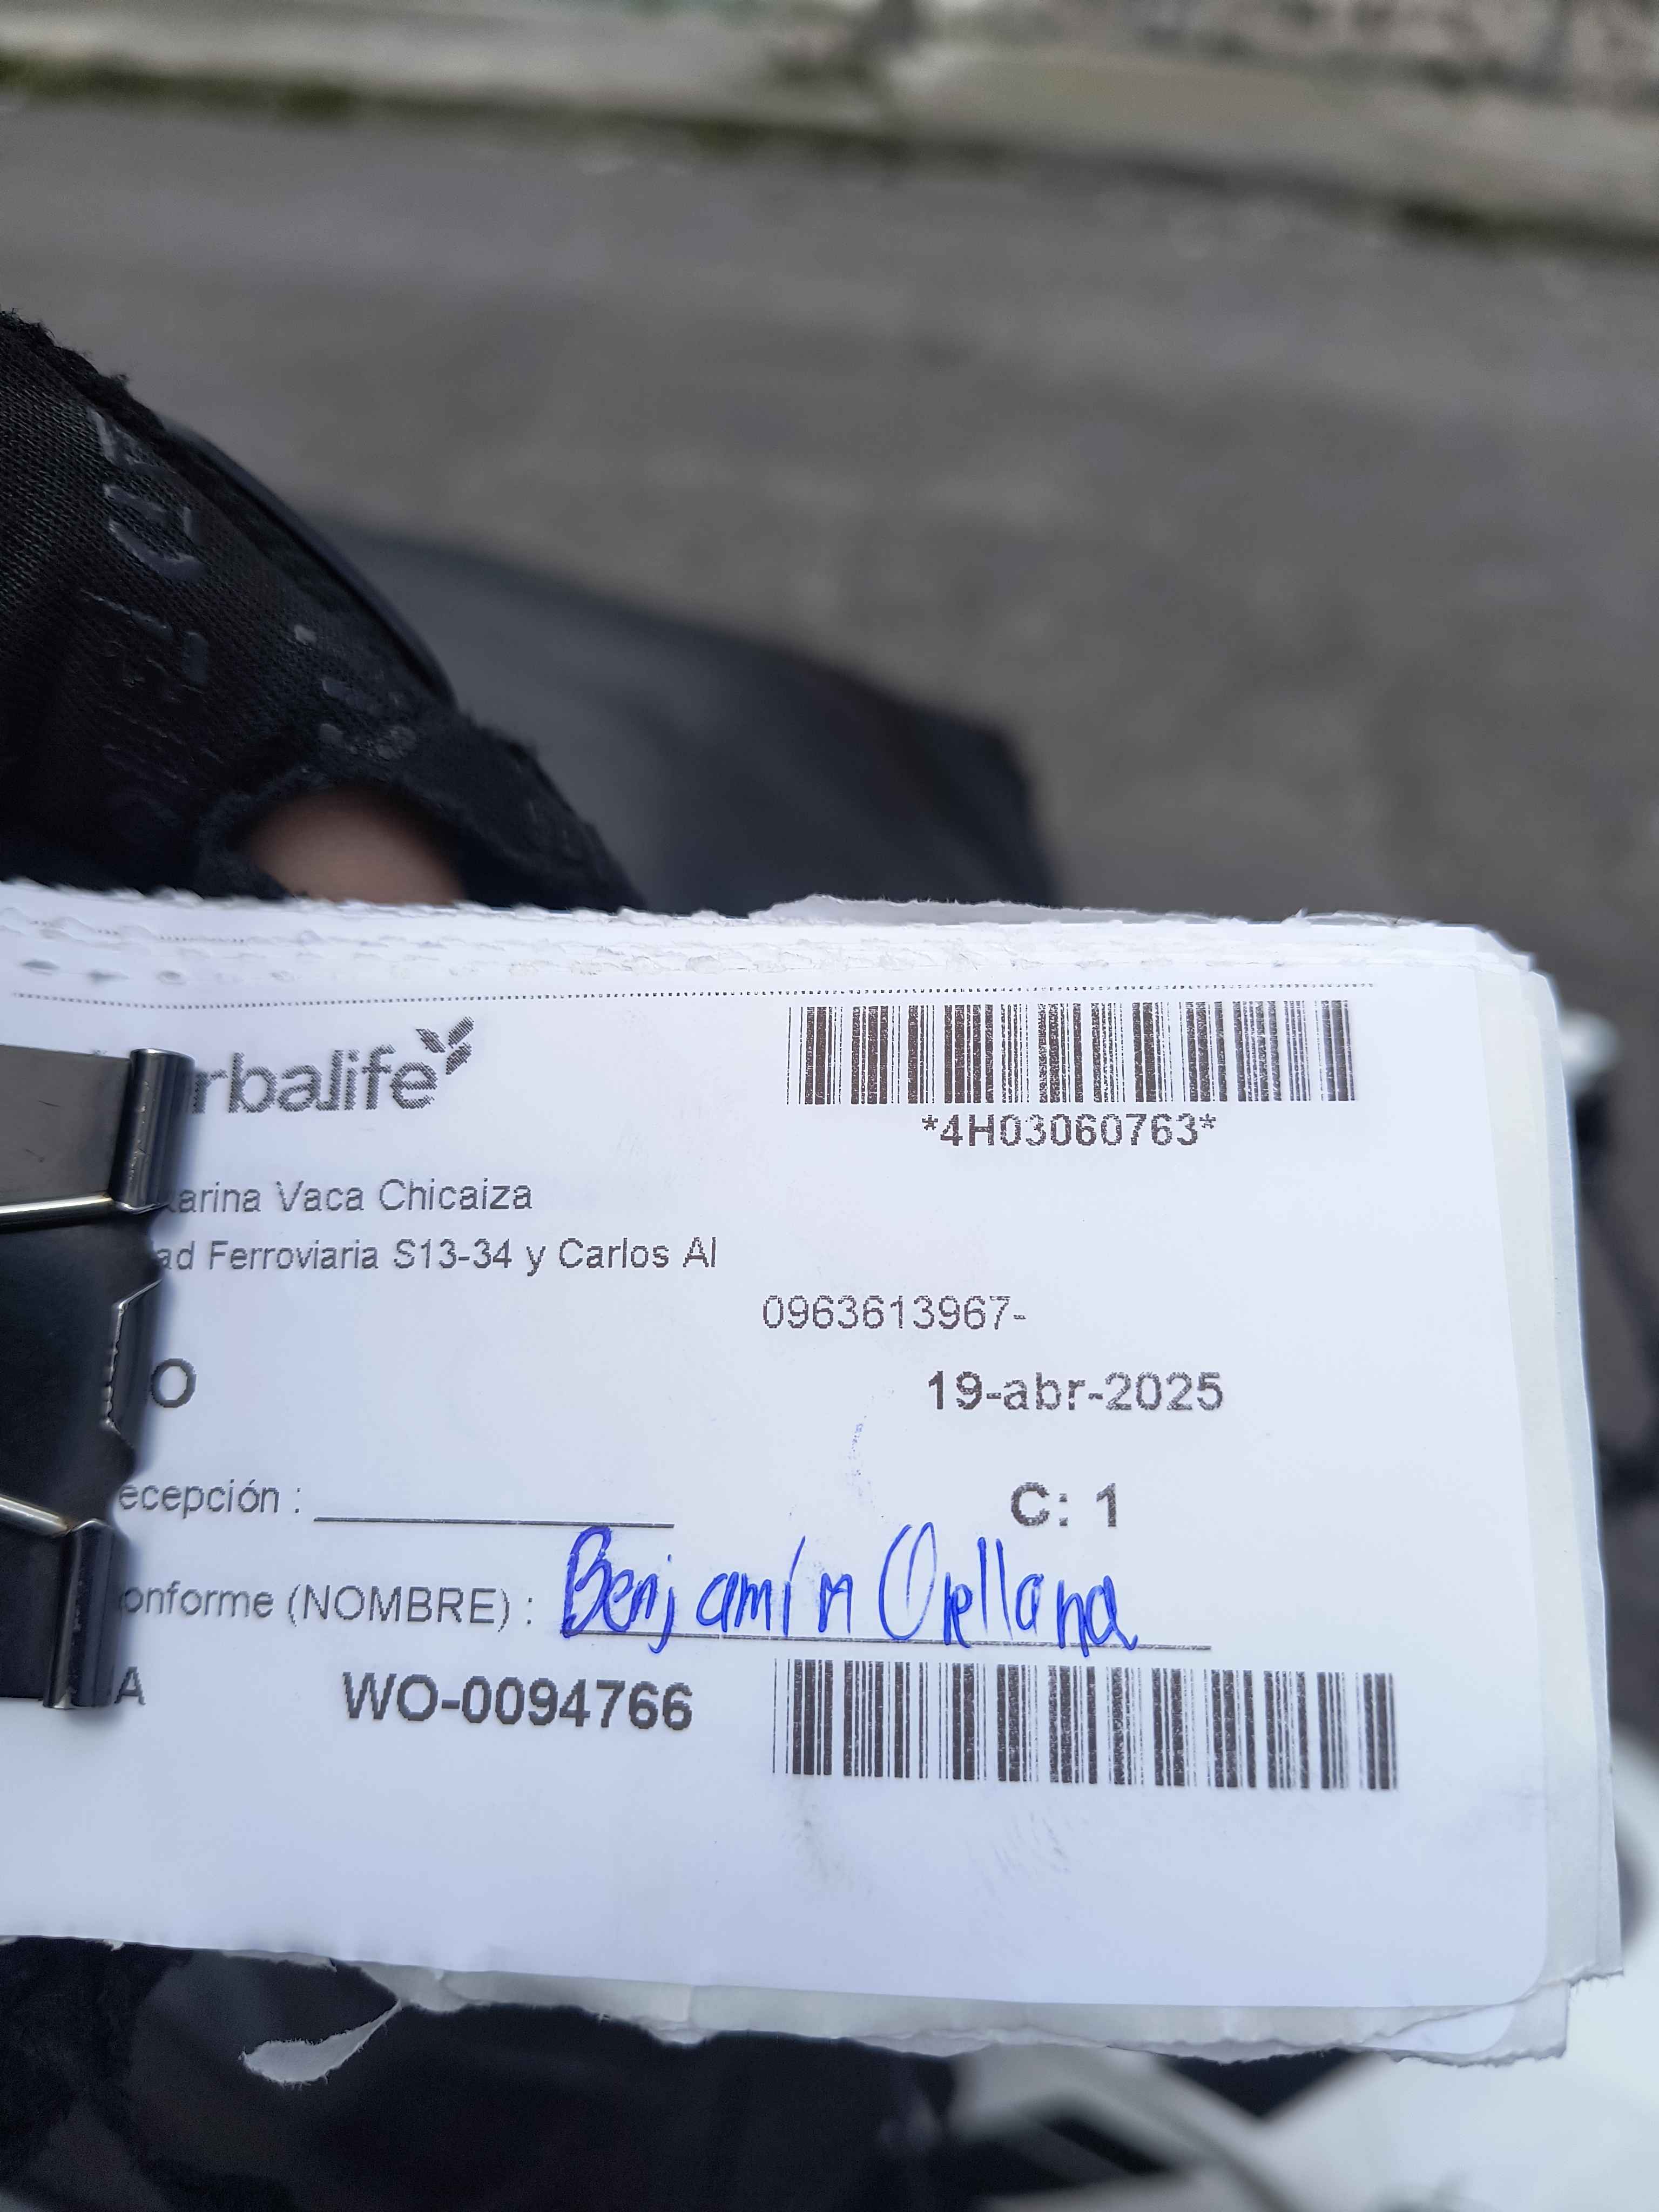 rbalife
*4H03060763*
arina Vaca Chicaiza
ad Ferroviaria S13-34 y Carlos Al
0963613967-
O 19-abr-2025
ecepción : C: 1
onforme (NOMBRE) : Benjamín Orellana
A WO-0094766